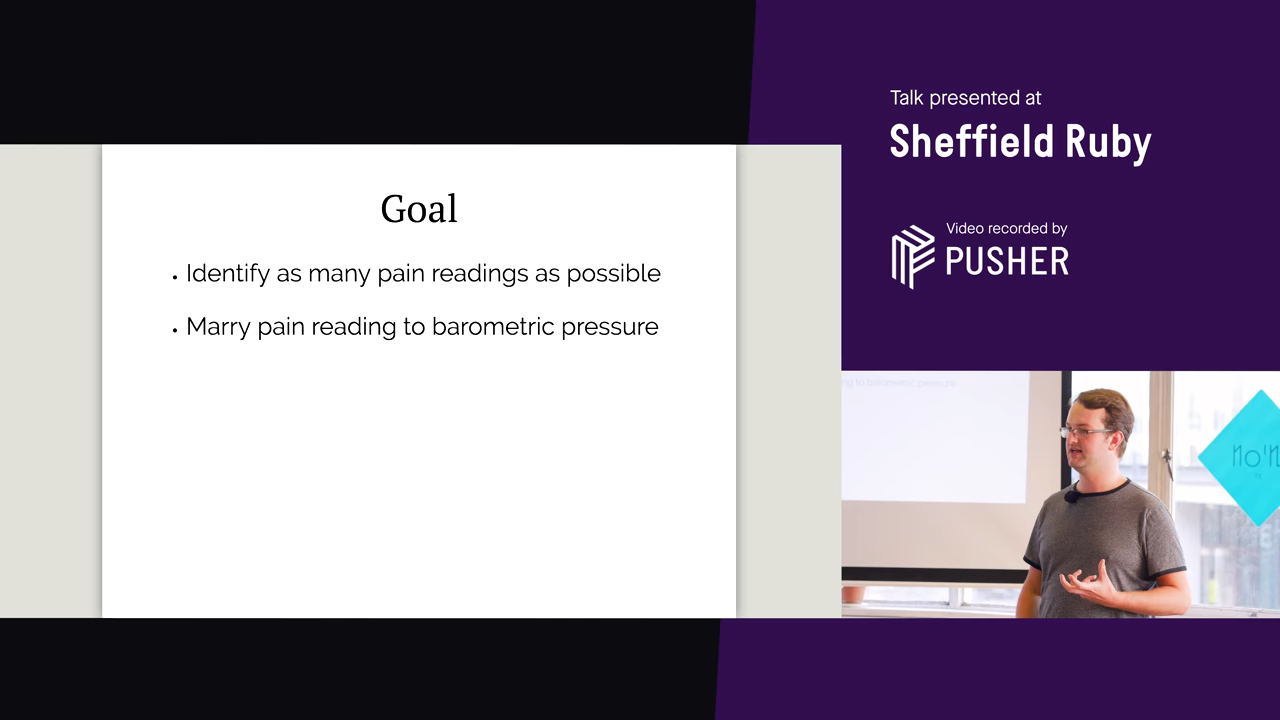 Goal
• Identify as many pain readings as possible
• Marry pain reading to barometric pressure
Talk presented at
Sheffield Ruby
Video recorded by
PUSHER